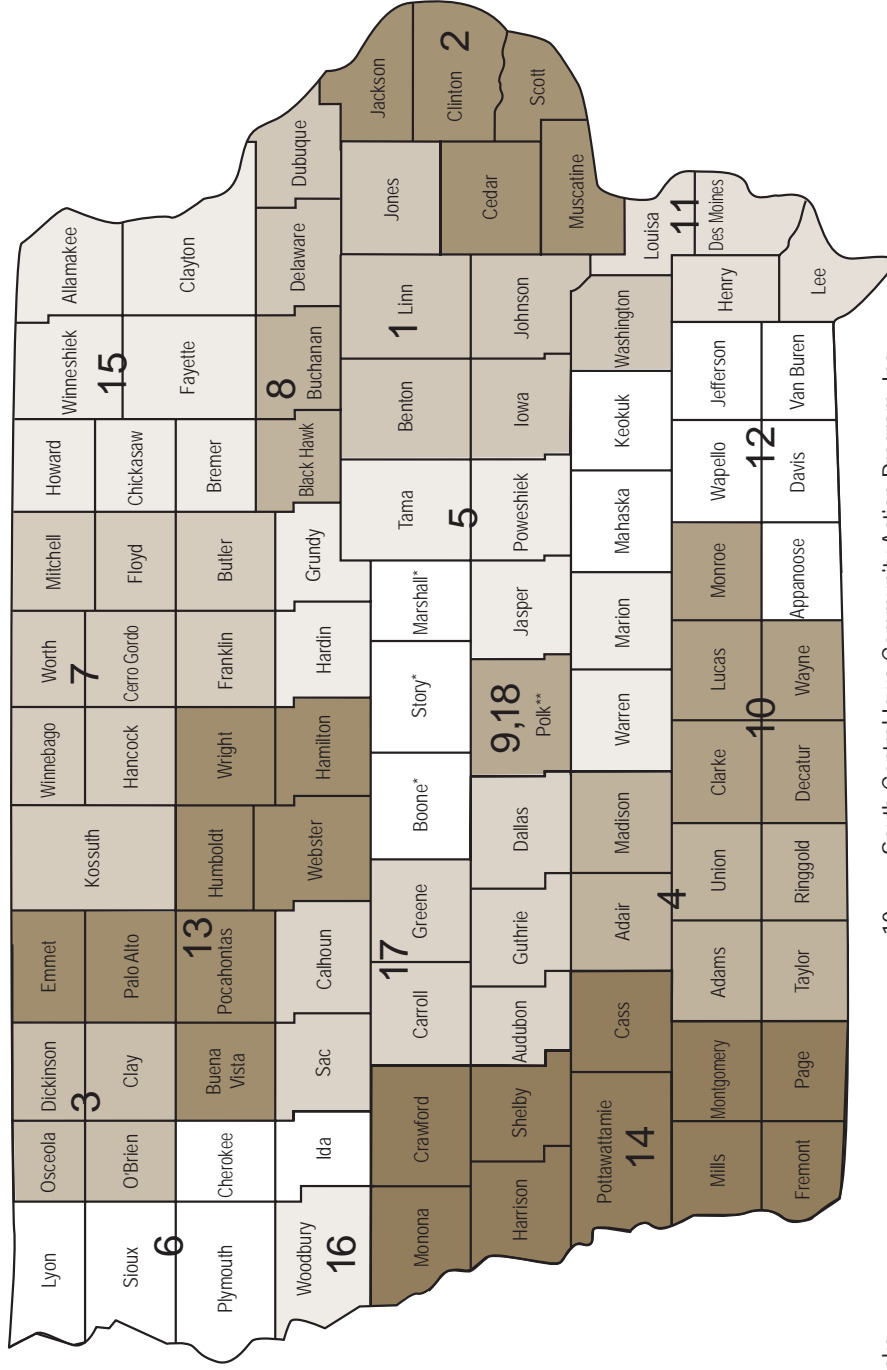 Lyon
Osceola
Dickinson
Emmet
Kossuth
Winnebago
Worth
Mitchell
Howard
Winneshiek
Allamakee
Sioux
O'Brien
Clay
Palo Alto
Hancock
Cerro Gordo
Floyd
Chickasaw
Fayette
Clayton
3
7
15
6
Plymouth
Cherokee
Buena
Vista
Pocahontas
13
Humboldt
Wright
Franklin
Butler
Bremer
Woodbury
16
Ida
Sac
Calhoun
Webster
Hamilton
Hardin
Grundy
Black Hawk
8
Buchanan
Delaware
Dubuque
Monona
Crawford
Carroll
17
Greene
Boone*
Story*
Marshall*
Tama
Benton
1
Linn
Jones
Jackson
Clinton
2
Harrison
Shelby
Audubon
Guthrie
Dallas
9,18
Polk**
Jasper
Poweshiek
5
Iowa
Johnson
Cedar
Scott
Pottawattamie
14
Cass
Adair
4
Madison
Warren
Marion
Mahaska
Keokuk
Washington
Louisa
Muscatine
Mills
Montgomery
Adams
Union
Clarke
Lucas
Monroe
Wapello
Jefferson
Henry
Des Moines
11
10
12
Fremont
Page
Taylor
Ringgold
Decatur
Wayne
Appanoose
Davis
Van Buren
Lee